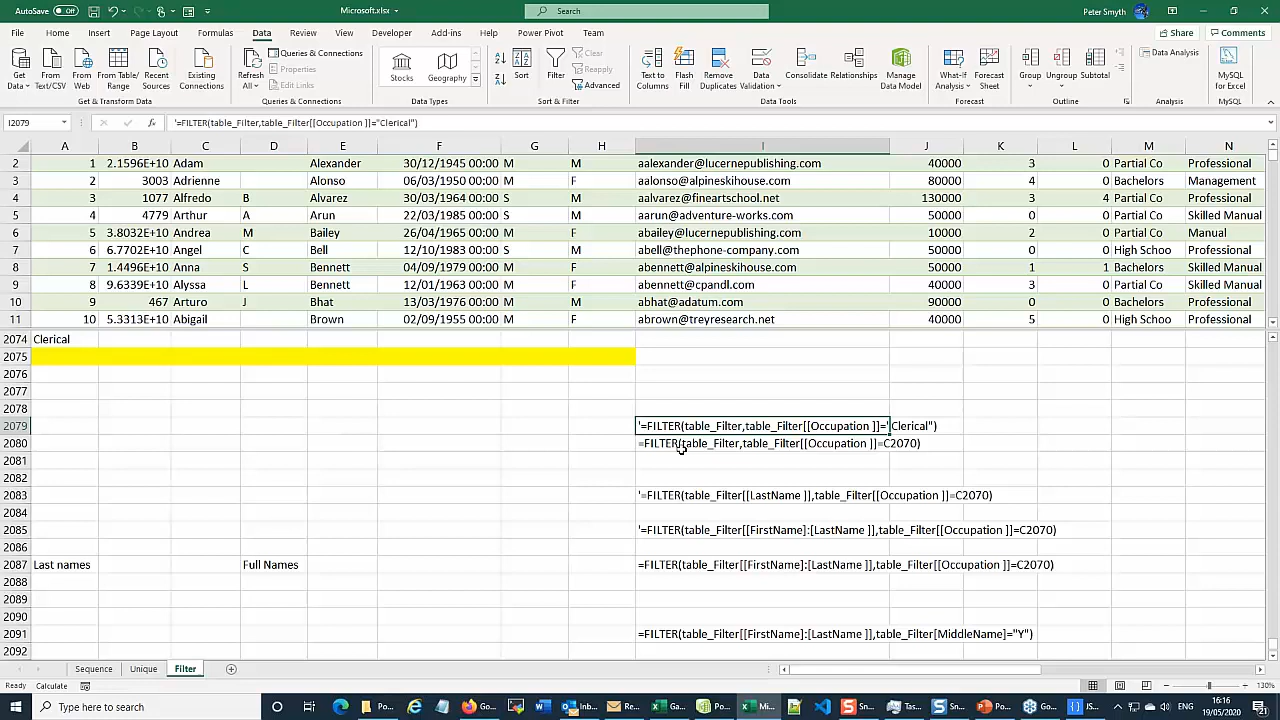 AutoSave Off Microsoft.xlsx Search Peter Smyth
File Home Insert Page Layout Formulas Data Review View Developer Add-ins Help Power Pivot Team Share Comments
Get Data From Text/CSV From Web From Table/Range Recent Sources Existing Connections Refresh All Queries & Connections Properties Edit Links Stocks Geography Sort Filter Clear Reapply Advanced Text to Columns Flash Fill Remove Duplicates Data Validation Consolidate Relationships Manage Data Model What-If Analysis Forecast Sheet Group Ungroup Subtotal Data Analysis MySQL for Excel
Get & Transform Data Queries & Connections Data Types Sort & Filter Data Tools Forecast Outline Analysis MySQL
I2079 fx '=FILTER(table_Filter,table_Filter[[Occupation ]]="Clerical")
A B C D E F G H I J K L M N
2 1 2.1596E+10 Adam Alexander 30/12/1945 00:00 M M aalexander@lucernepublishing.com 40000 3 0 Partial Co Professional
3 2 3003 Adrienne Alonso 06/03/1950 00:00 M F aalonso@alpineskihouse.com 80000 4 0 Bachelors Management
4 3 1077 Alfredo B Alvarez 30/03/1964 00:00 S M aalvarez@fineartschool.net 130000 3 4 Partial Co Professional
5 4 4779 Arthur A Arun 22/03/1985 00:00 S M aarun@adventure-works.com 50000 0 0 Partial Co Skilled Manual
6 5 3.8032E+10 Andrea M Bailey 26/04/1965 00:00 M F abailey@lucernepublishing.com 10000 2 0 Partial Co Manual
7 6 6.7702E+10 Angel C Bell 12/10/1983 00:00 S M abell@thephone-company.com 50000 0 0 High Schoo Professional
8 7 1.4496E+10 Anna S Bennett 04/09/1979 00:00 M F abennett@alpineskihouse.com 50000 1 1 Bachelors Skilled Manual
9 8 9.6339E+10 Alyssa L Bennett 12/01/1963 00:00 M F abennett@cpandl.com 40000 3 0 Partial Co Skilled Manual
10 9 467 Arturo J Bhat 13/03/1976 00:00 M M abhat@adatum.com 90000 0 0 Bachelors Professional
11 10 5.3313E+10 Abigail Brown 02/09/1955 00:00 M F abrown@treyresearch.net 40000 5 0 High Schoo Professional
2074 Clerical
2075
2076
2077
2078
2079 '=FILTER(table_Filter,table_Filter[[Occupation ]]="Clerical")
2080 =FILTER(table_Filter,table_Filter[[Occupation ]]=C2070)
2081
2082
2083 '=FILTER(table_Filter[[LastName ]],table_Filter[[Occupation ]]=C2070)
2084
2085 '=FILTER(table_Filter[[FirstName]:[LastName ]],table_Filter[[Occupation ]]=C2070)
2086
2087 Last names Full Names =FILTER(table_Filter[[FirstName]:[LastName ]],table_Filter[[Occupation ]]=C2070)
2088
2089
2090
2091 =FILTER(table_Filter[[FirstName]:[LastName ]],table_Filter[MiddleName]="Y")
2092
Sequence Unique Filter
Ready Calculate 130%
Type here to search Po... Goo... Wo... Inb... Re... Ga... Po... Mi... Sn... Tas... Sn... Po... Go... [JS... 16:16
19/05/2020